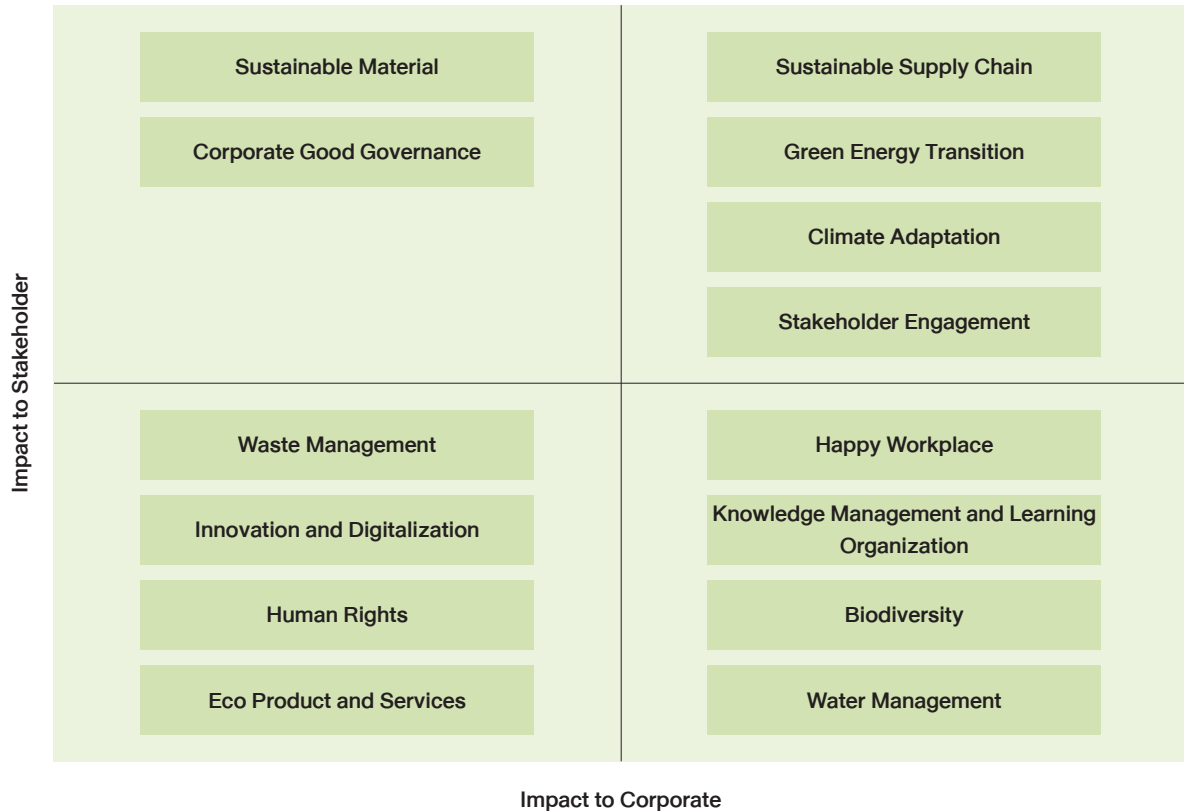 Sustainable Material
Corporate Good Governance
Sustainable Supply Chain
Green Energy Transition
Climate Adaptation
Stakeholder Engagement
Impact to Stakeholder
Waste Management
Innovation and Digitalization
Human Rights
Eco Product and Services
Happy Workplace
Knowledge Management and Learning
Organization
Biodiversity
Water Management
Impact to Corporate